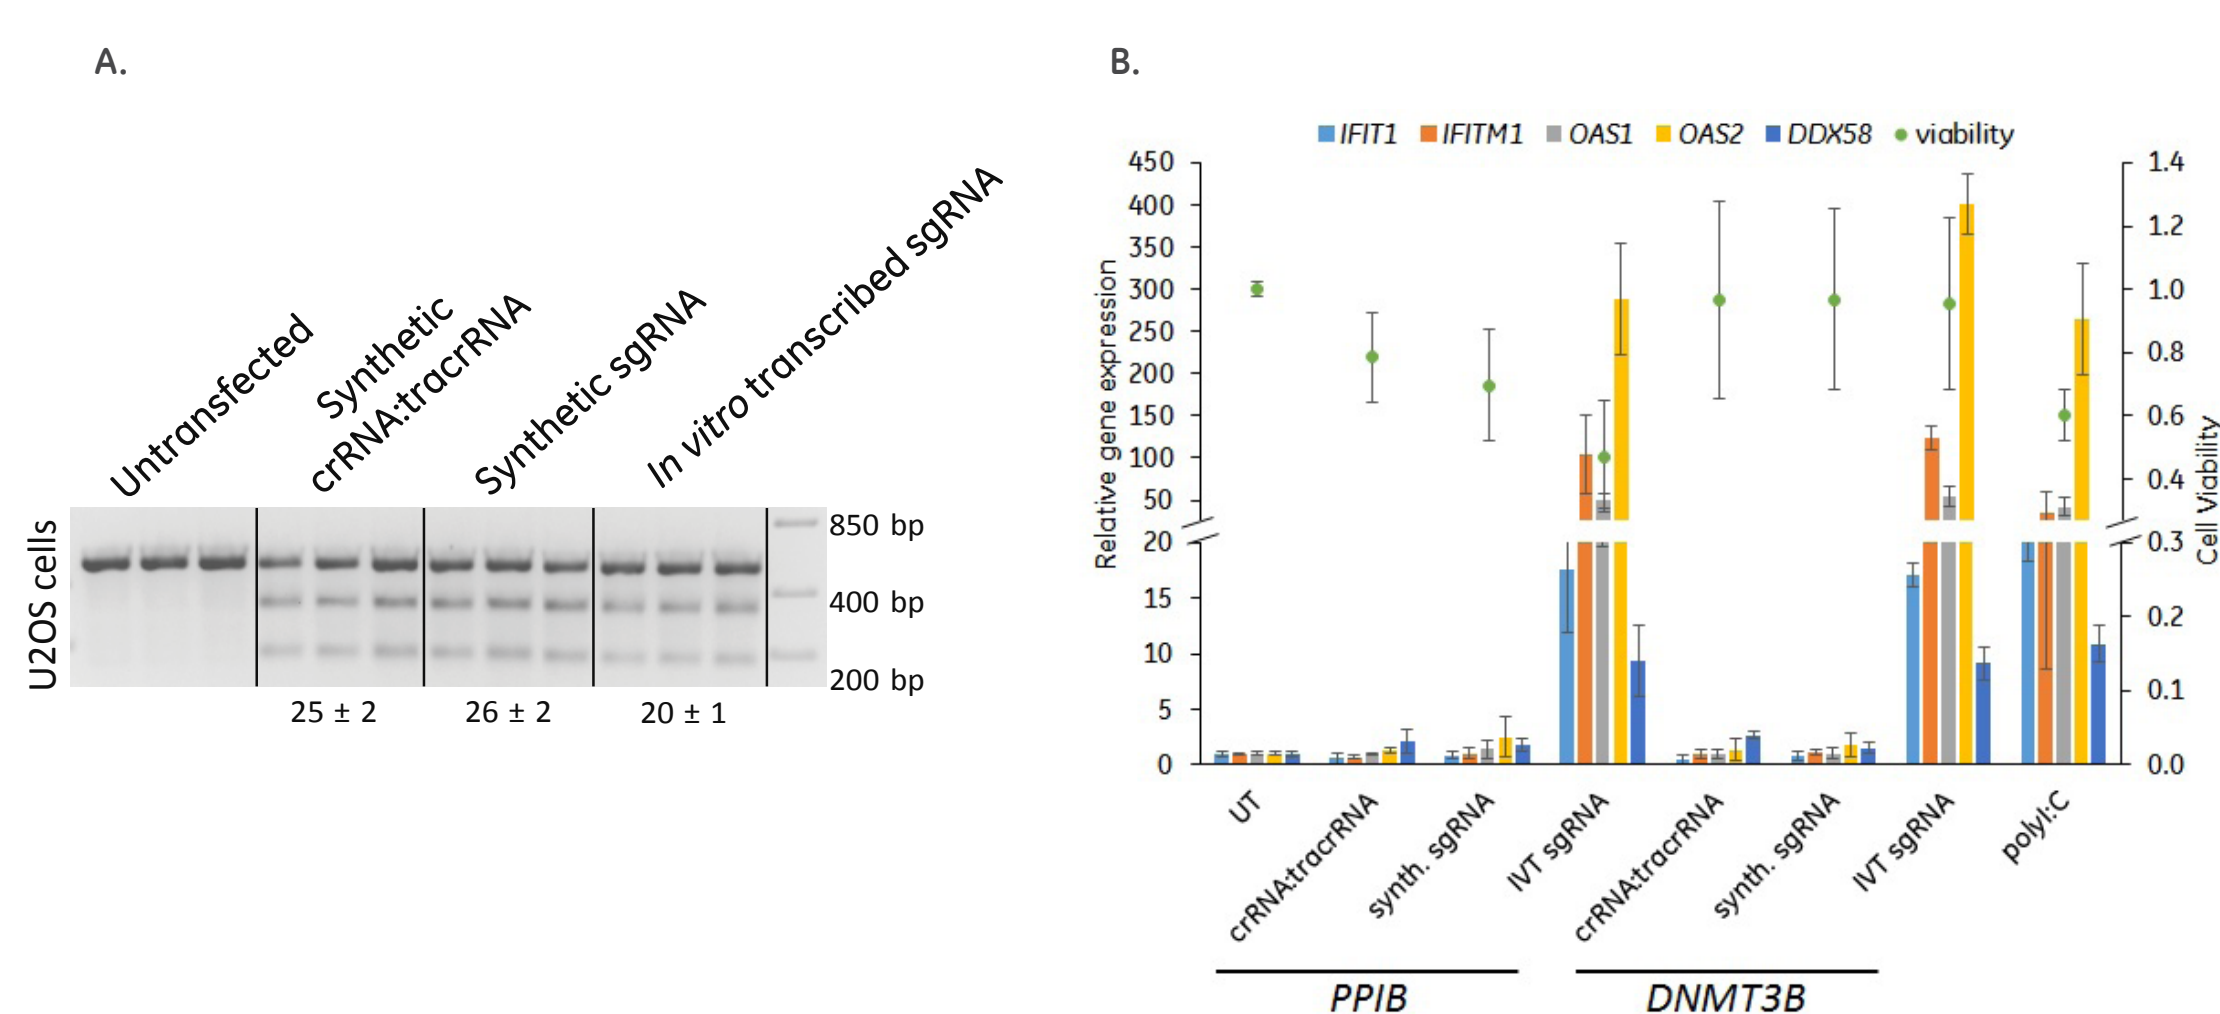 A.
Untransfected
Synthetic
crRNA:tracrRNA
Synthetic sgRNA
In vitro transcribed sgRNA
U2OS cells
850 bp
400 bp
200 bp
25 ± 2
26 ± 2
20 ± 1
B.
IFIT1 IFITM1 OAS1 OAS2 DDX58 viability
Relative gene expression
450
400
350
300
250
200
150
100
50
20
15
10
5
0
1.4
1.2
1.0
0.8
0.6
0.4
0.3
0.2
0.1
0.0
Cell Viability
UT
crRNA:tracrRNA
synth. sgRNA
IVT sgRNA
crRNA:tracrRNA
synth. sgRNA
IVT sgRNA
polyI:C
PPIB
DNMT3B